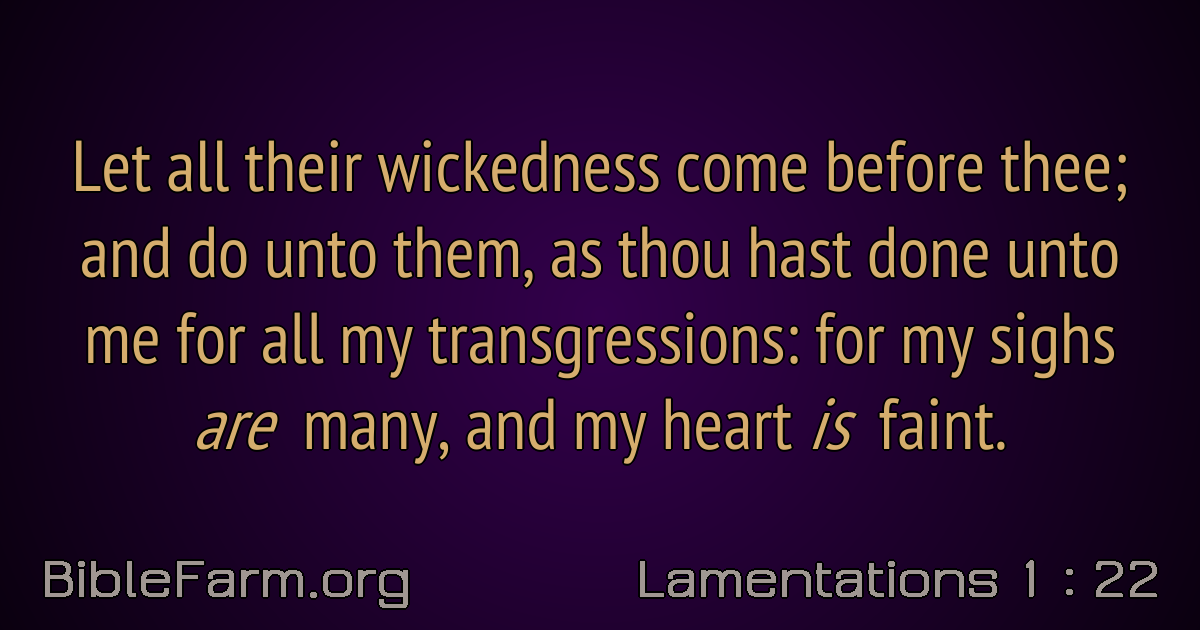 Let all their wickedness come before thee;
and do unto them, as thou hast done unto
me for all my transgressions: for my sighs
are many, and my heart is faint.
BibleFarm.org
Lamentations 1 : 22